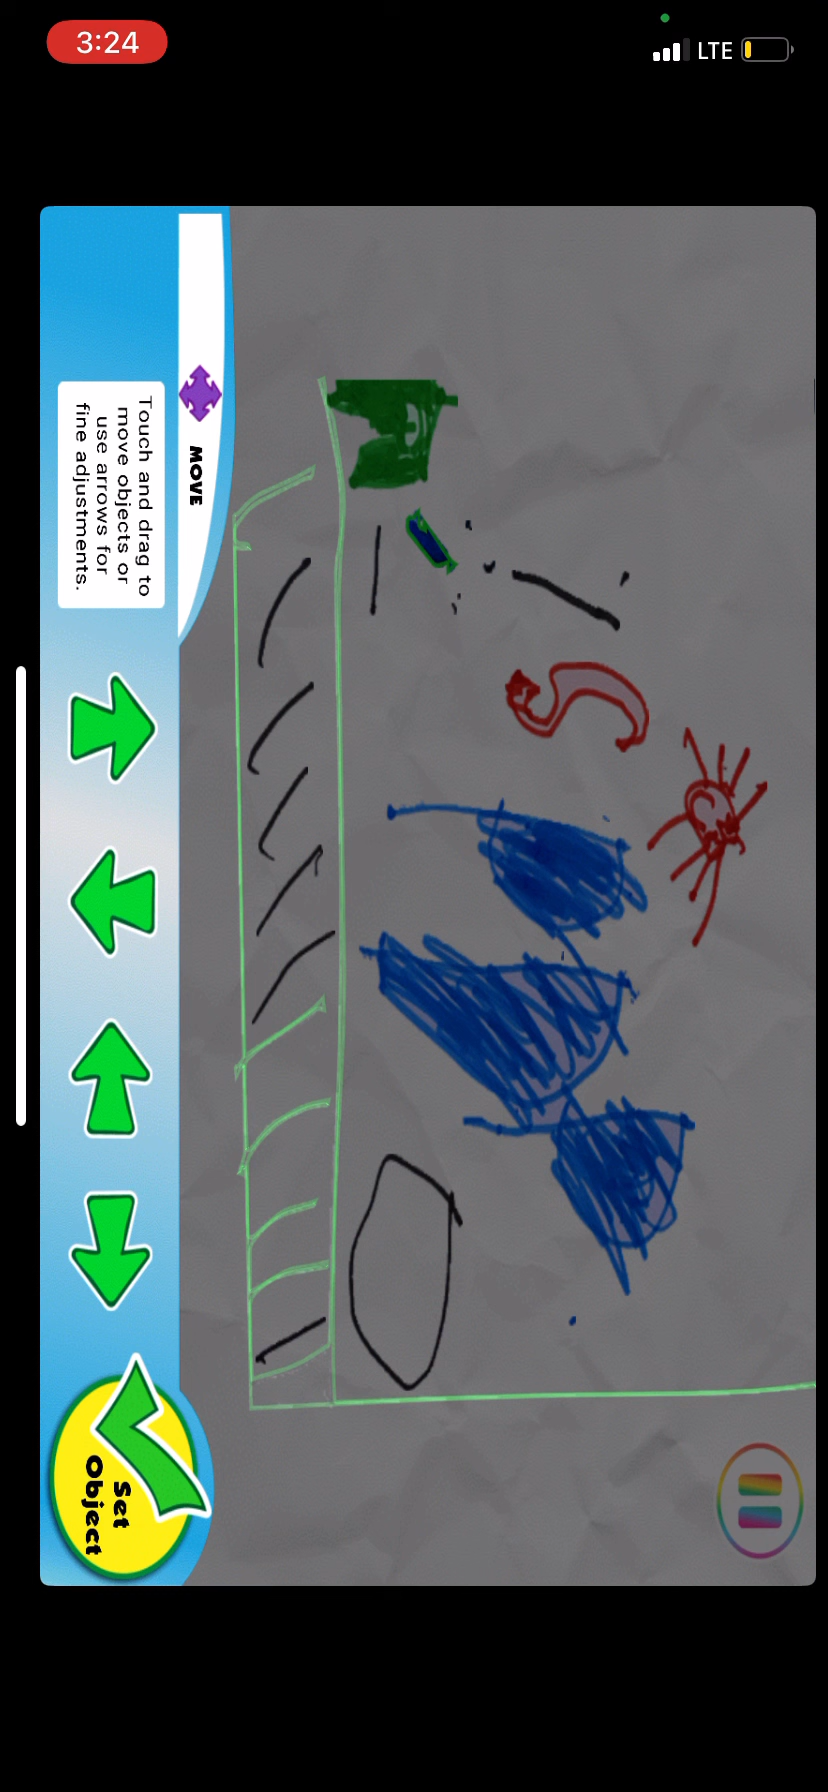 3:24
LTE
MOVE
Touch and drag to
move objects or
use arrows for
fine adjustments.
Set
Object